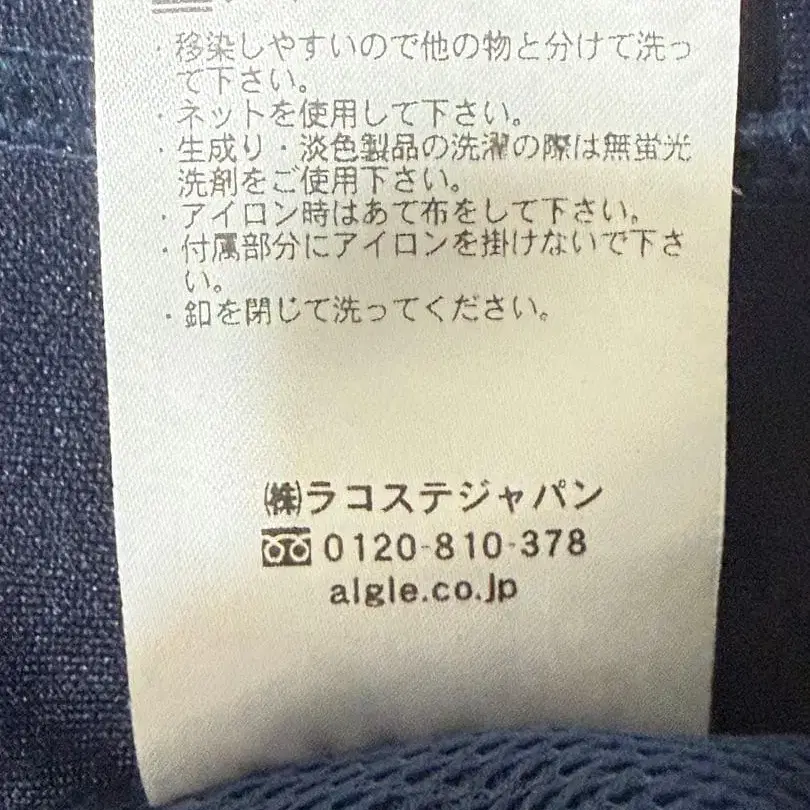 ・移染しやすいので他の物と分けて洗っ
て下さい。
・ネットを使用して下さい。
・生成り・淡色製品の洗濯の際は無蛍光
洗剤をご使用下さい。
・アイロン時はあて布をして下さい。
・付属部分にアイロンを掛けないで下さ
い。
・釦を閉じて洗ってください。
㈱ラコステジャパン
0120-810-378
aigle.co.jp